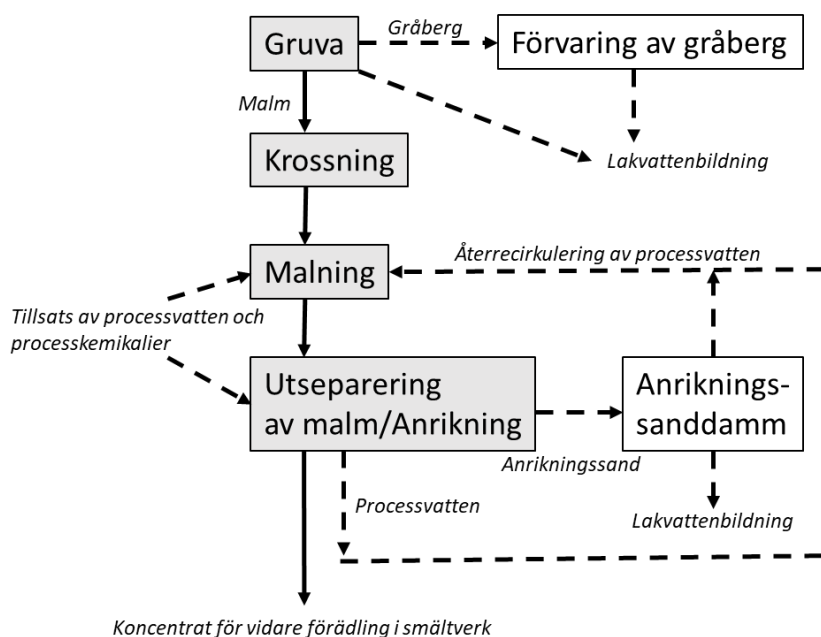 Gruva
Gråberg
Förvaring av gråberg
Malm
Krossning
Lakvattenbildning
Malning
Återrecirkulering av processvatten
Tillsats av processvatten och
processkemikalier
Utseparering
av malm/Anrikning
Anriknings-
sanddamm
Anrikningssand
Processvatten
Lakvattenbildning
Koncentrat för vidare förädling i smältverk